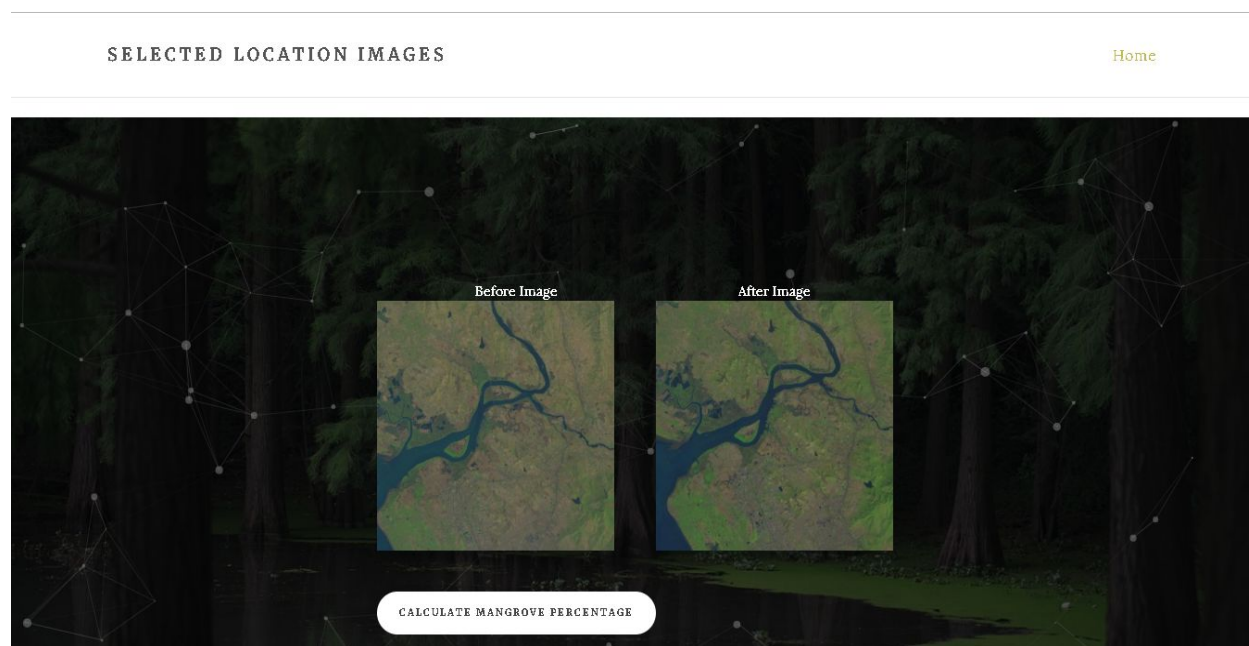 SELECTED LOCATION IMAGES
Home
Before Image
After Image
CALCULATE MANGROVE PERCENTAGE